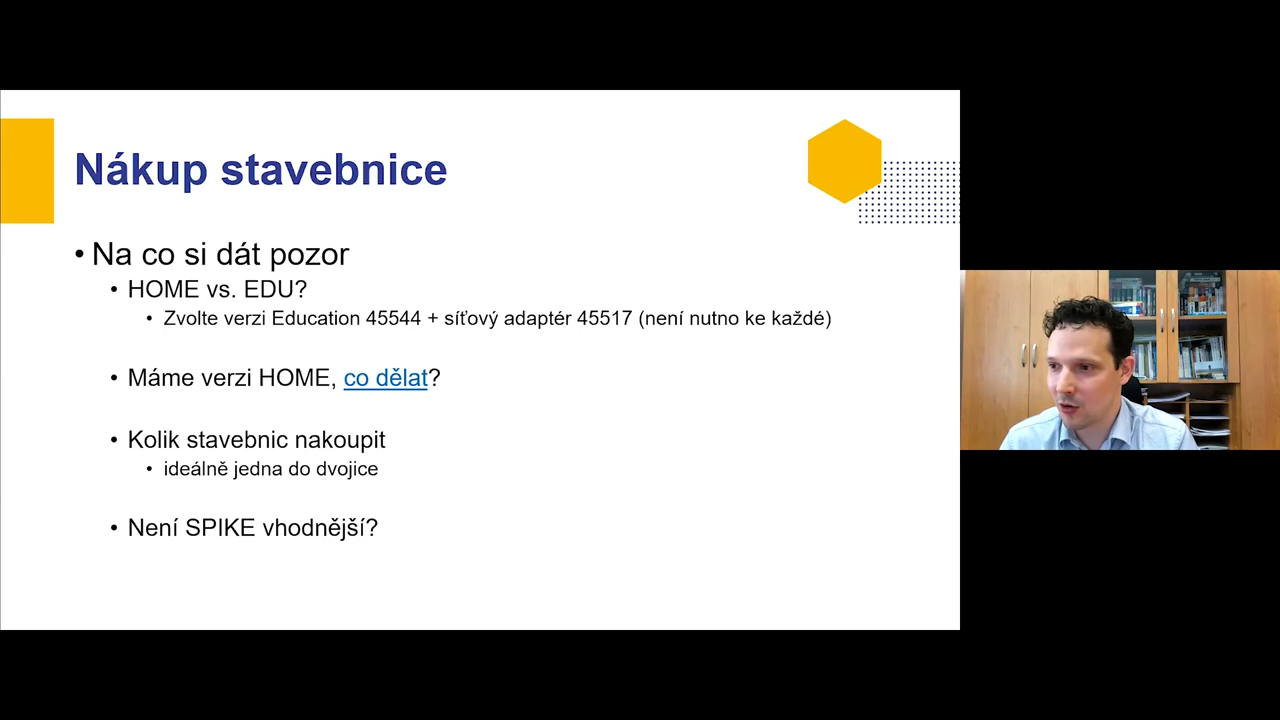 Nákup stavebnice
• Na co si dát pozor
• HOME vs. EDU?
• Zvolte verzi Education 45544 + síťový adaptér 45517 (není nutno ke každé)
• Máme verzi HOME, co dělat?
• Kolik stavebnic nakoupit
• ideálně jedna do dvojice
• Není SPIKE vhodnější?